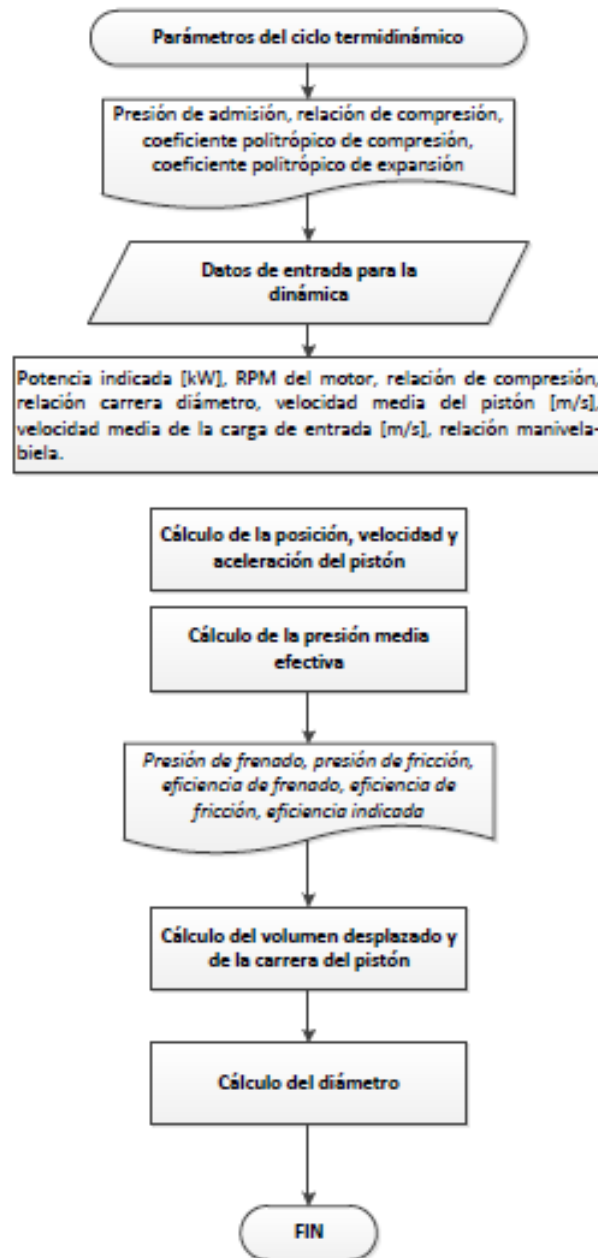 Parámetros del ciclo termidinámico
Presión de admisión, relación de compresión,
coeficiente politrópico de compresión,
coeficiente politrópico de expansión
Datos de entrada para la
dinámica
Potencia indicada [kW], RPM del motor, relación de compresión,
relación carrera diámetro, velocidad media del pistón [m/s],
velocidad media de la carga de entrada [m/s], relación manivela-
biela.
Cálculo de la posición, velocidad y
aceleración del pistón
Cálculo de la presión media
efectiva
Presión de frenado, presión de fricción,
eficiencia de frenado, eficiencia de
fricción, eficiencia indicada
Cálculo del volumen desplazado y
de la carrera del pistón
Cálculo del diámetro
FIN